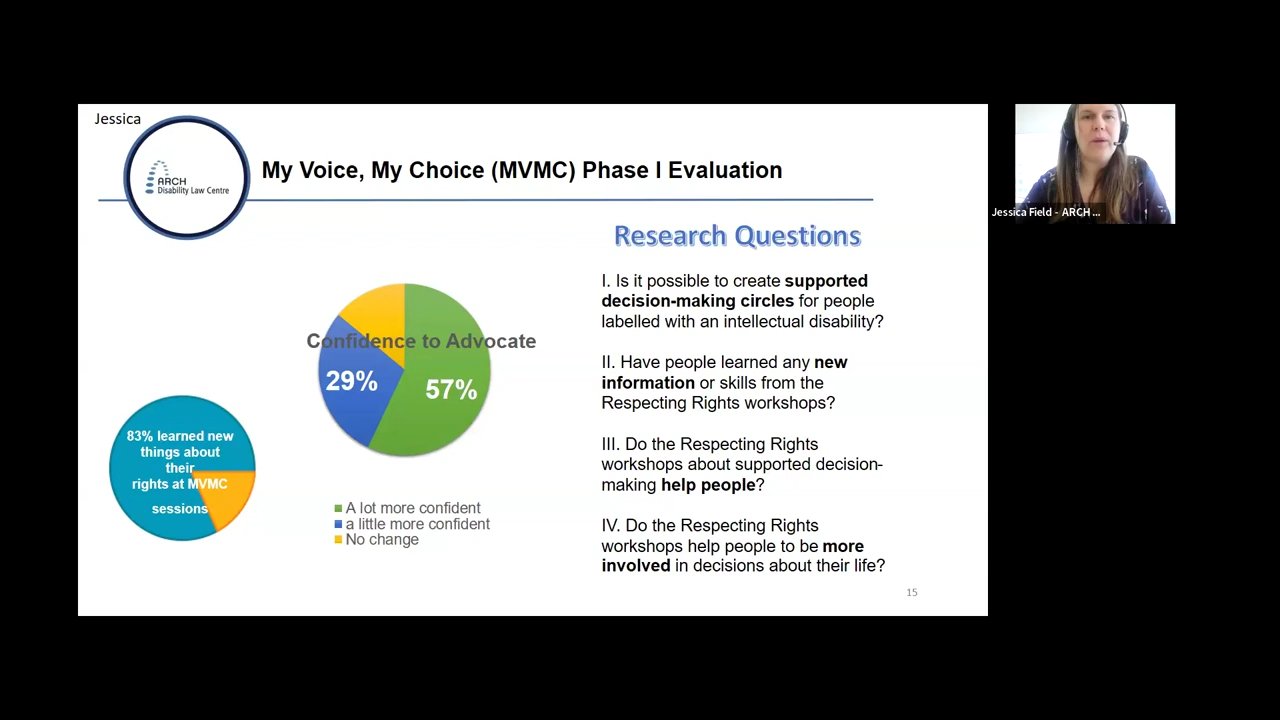 Jessica
ARCH
Disability Law Centre
My Voice, My Choice (MVMC) Phase I Evaluation
Confidence to Advocate
29%
57%
A lot more confident
a little more confident
No change
83% learned new
things about
their
rights at MVMC
sessions
Research Questions
I. Is it possible to create supported
decision-making circles for people
labelled with an intellectual disability?
II. Have people learned any new
information or skills from the
Respecting Rights workshops?
III. Do the Respecting Rights
workshops about supported decision-
making help people?
IV. Do the Respecting Rights
workshops help people to be more
involved in decisions about their life?
15
Jessica Field - ARCH ...